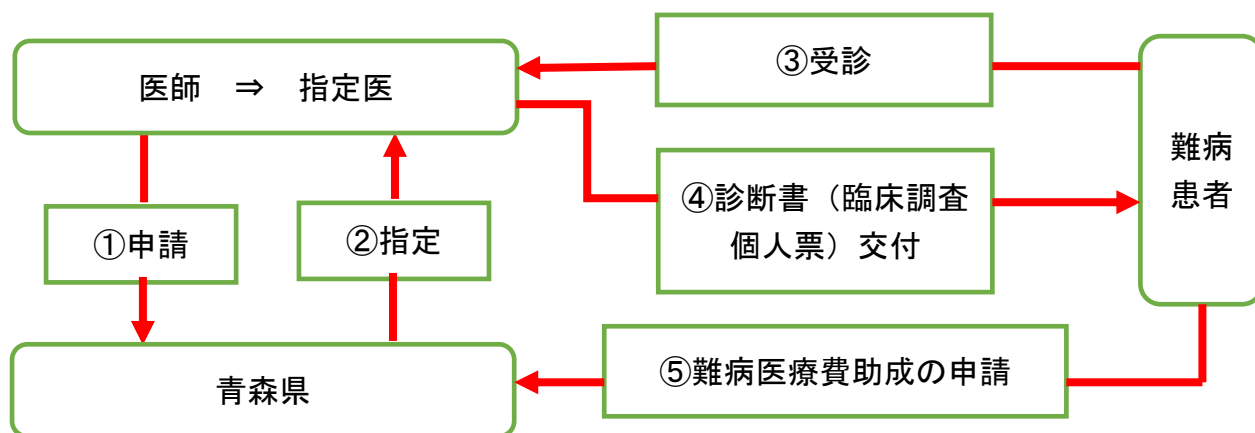 ③受診
医師 ⇒ 指定医
難病
患者
④診断書（臨床調査
個人票）交付
①申請
②指定
⑤難病医療費助成の申請
青森県